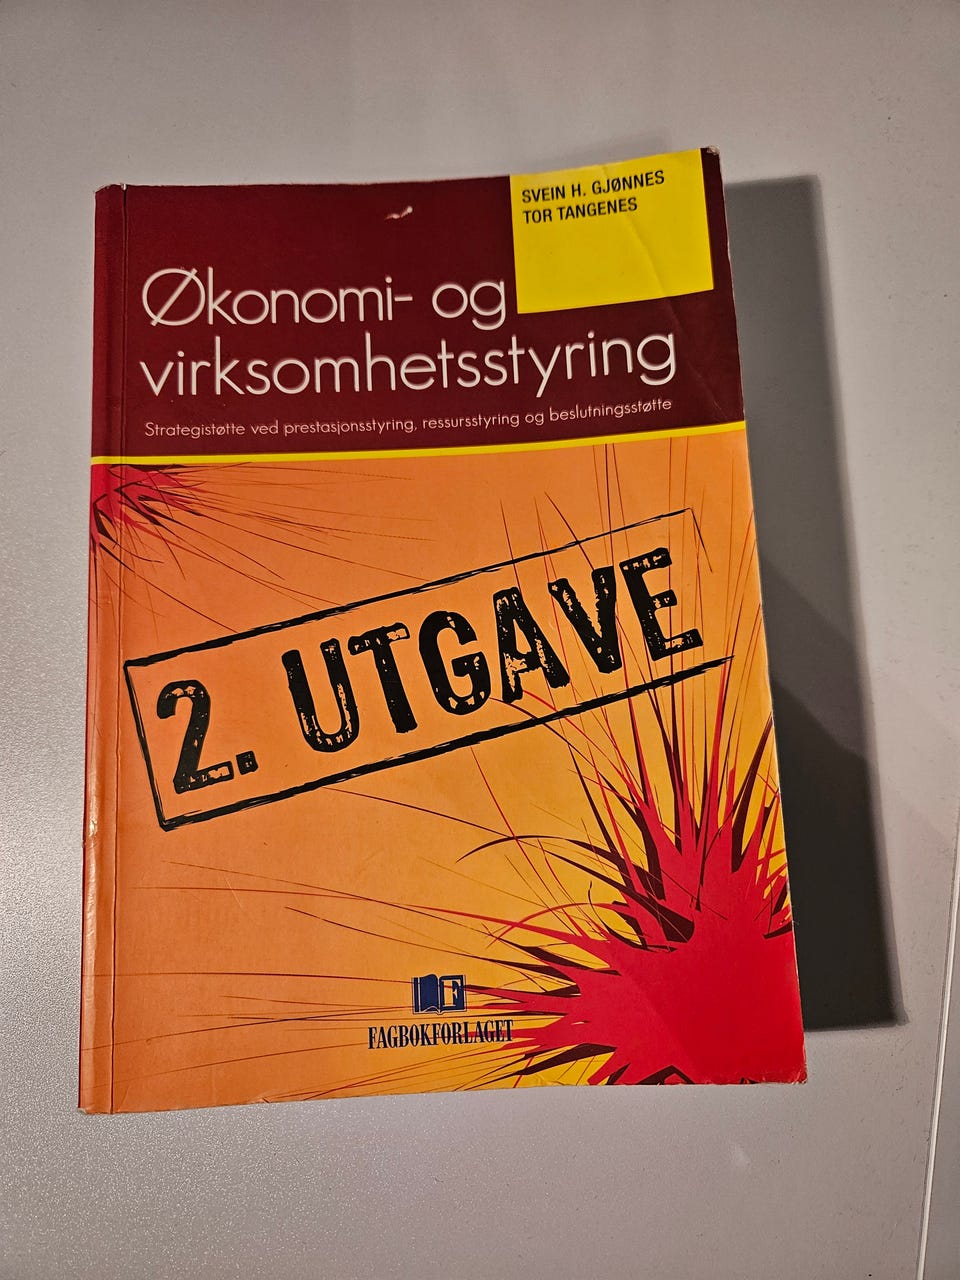 SVEIN H. GJØNNES
TOR TANGENES
Økonomi- og
virksomhetsstyring
Strategistøtte ved prestasjonsstyring, ressursstyring og beslutningsstøtte
2. UTGAVE
F
FAGBOKFORLAGET